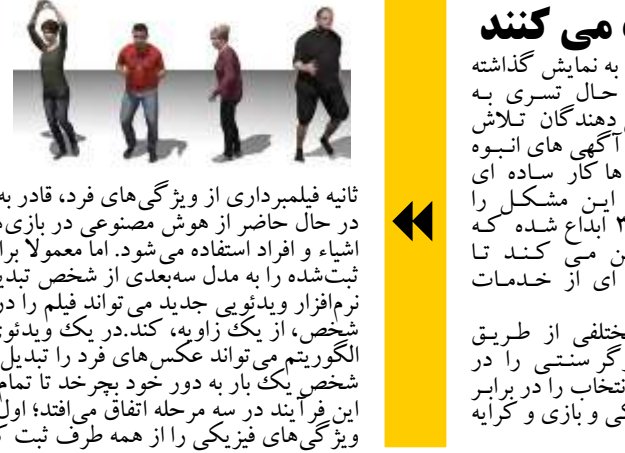 می کنند
به نمایش گذاشته
حال تسری به
دهندگان تلاش
آگهی های انبوه
ها کار ساده ای
این مشکل را
ابداع شده که
می کند تا
ای از خدمات
ختلفی از طریق
گر سنتی را در
نتخاب را در برابر
کی و بازی و کرایه
ثانیه فیلمبرداری از ویژگی‌های فرد، قادر به
در حال حاضر از هوش مصنوعی در بازی‌
اشیاء و افراد استفاده می‌شود. اما معمولا برا
ثبت‌شده را به مدل سه‌بعدی از شخص تبدی
نرم‌افزار ویدئویی جدید می تواند فیلم را در
شخص، از یک زاویه، کند.در یک ویدئو
الگوریتم می‌تواند عکس‌های فرد را تبدیل
شخص یک بار به دور خود بچرخد تا تمام
این فرآیند در سه مرحله اتفاق می‌افتد؛ اول
ویژگی‌های فیزیکی را از همه طرف ثبت ک